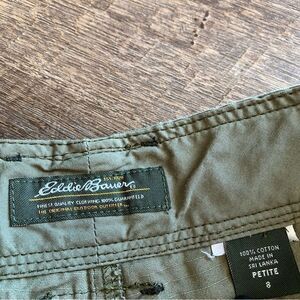 EST. 1920
Eddie Bauer
FINEST QUALITY CLOTHING 100% GUARANTEED
THE ORIGINAL OUTDOOR OUTFITTER
100% COTTON
MADE IN
SRI LANKA
PETITE
8